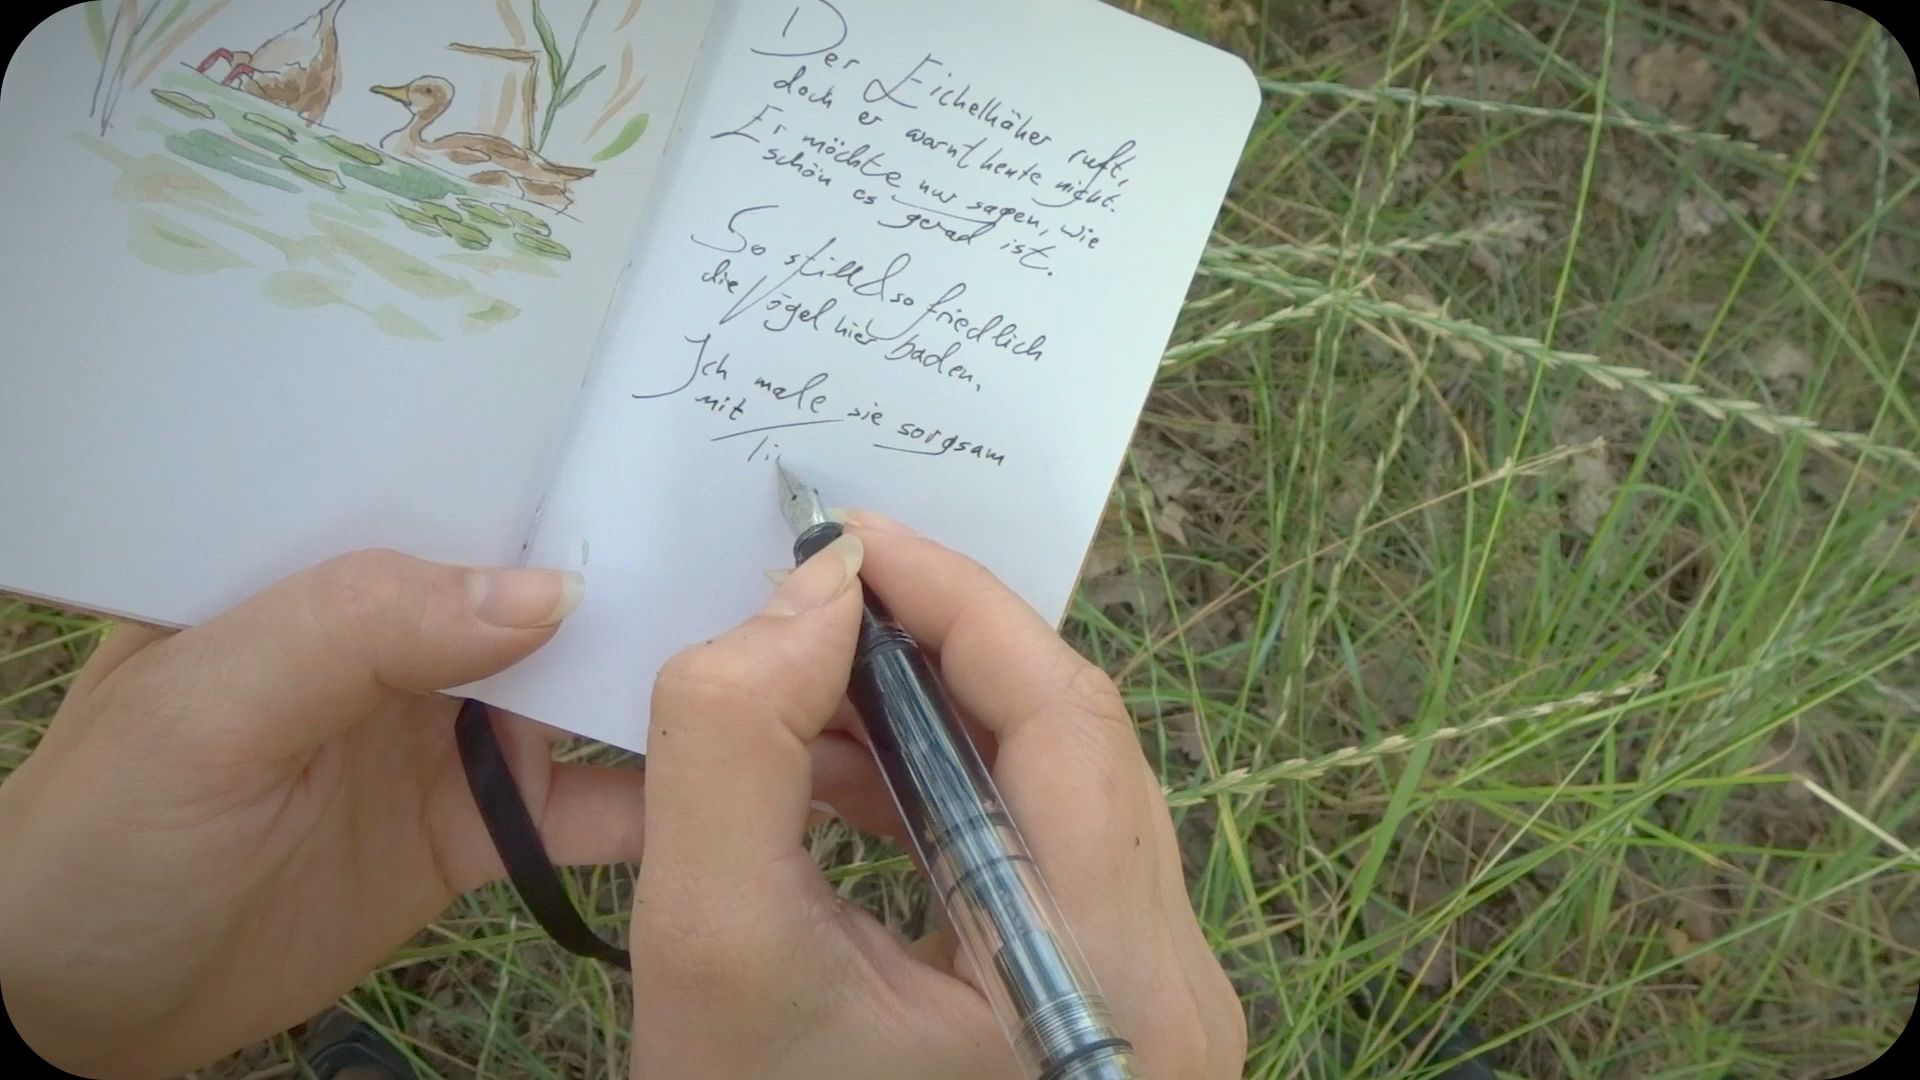 Der Eichelhäher ruft,
doch er warnt heute nicht.
Er möchte nur sagen, wie
schön es gerad ist.
So still & so friedlich
die Vögel hier baden.
Ich male sie sorgsam
mit